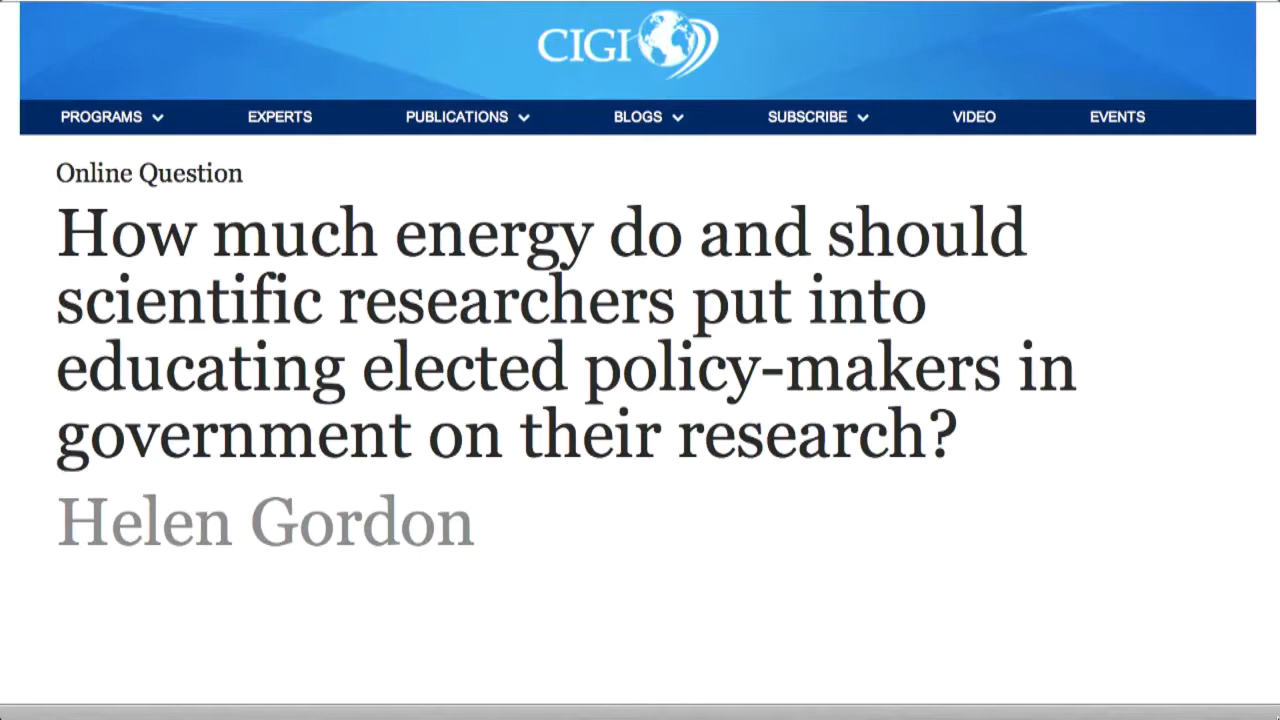 CIGI
PROGRAMS EXPERTS PUBLICATIONS BLOGS SUBSCRIBE VIDEO EVENTS
Online Question
How much energy do and should
scientific researchers put into
educating elected policy-makers in
government on their research?
Helen Gordon